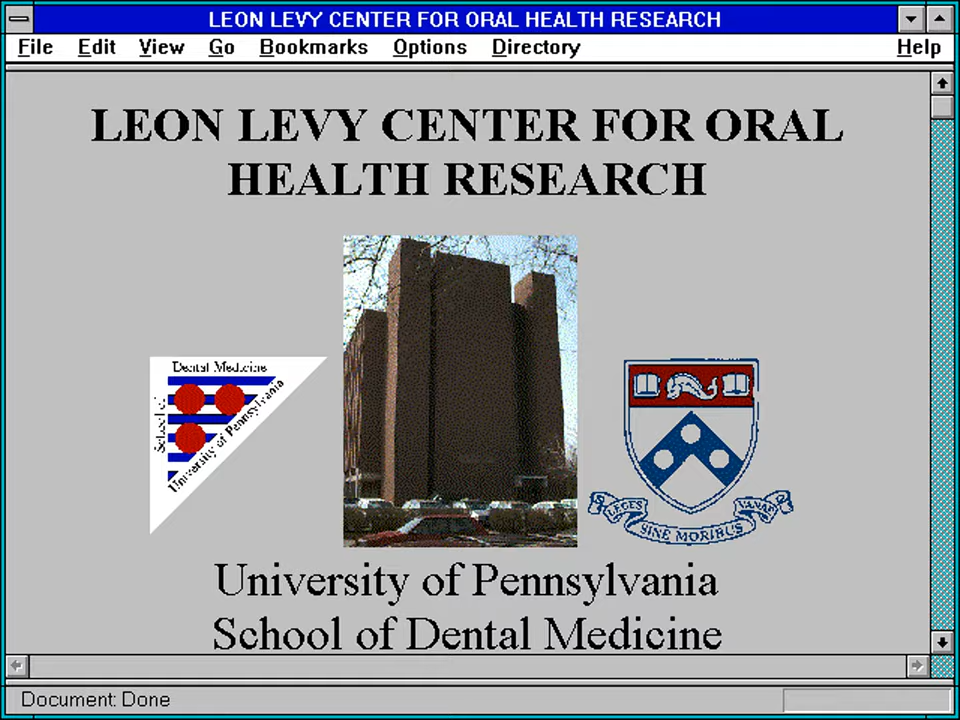 LEON LEVY CENTER FOR ORAL HEALTH RESEARCH
File Edit View Go Bookmarks Options Directory Help
LEON LEVY CENTER FOR ORAL
HEALTH RESEARCH
Dental Medicine
School of
University of Pennsylvania
LEGES
SINE MORIBUS
VANAE
University of Pennsylvania
School of Dental Medicine
Document: Done